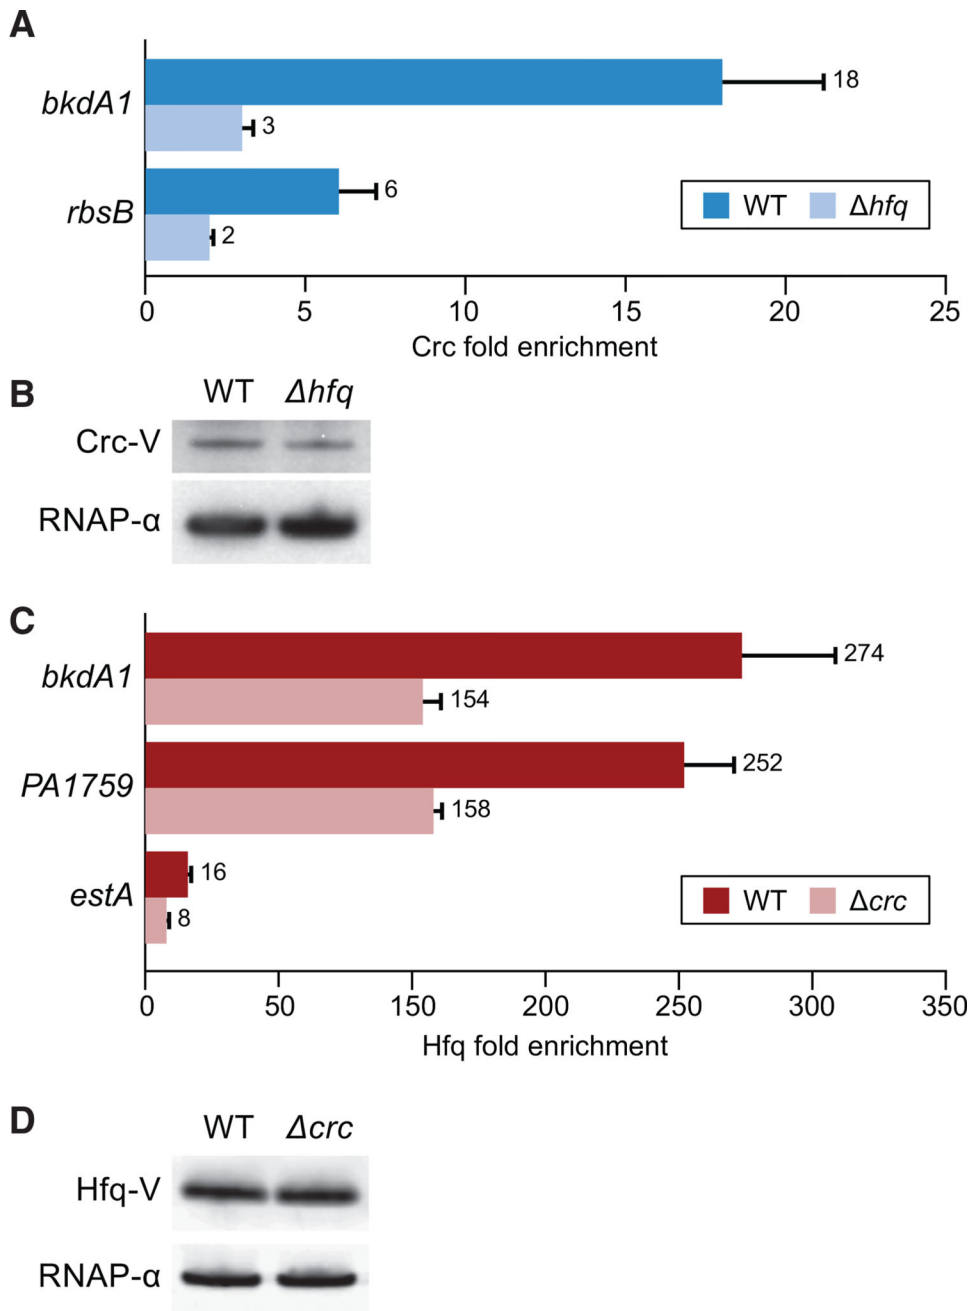 A
bkdA1
18
3
rbsB
6
2
WT Δhfq
0 5 10 15 20 25
Crc fold enrichment
B
WT Δhfq
Crc-V
RNAP-α
C
bkdA1
274
154
PA1759
252
158
estA
16
8
WT Δcrc
0 50 150 200 250 300 350
Hfq fold enrichment
D
WT Δcrc
Hfq-V
RNAP-α